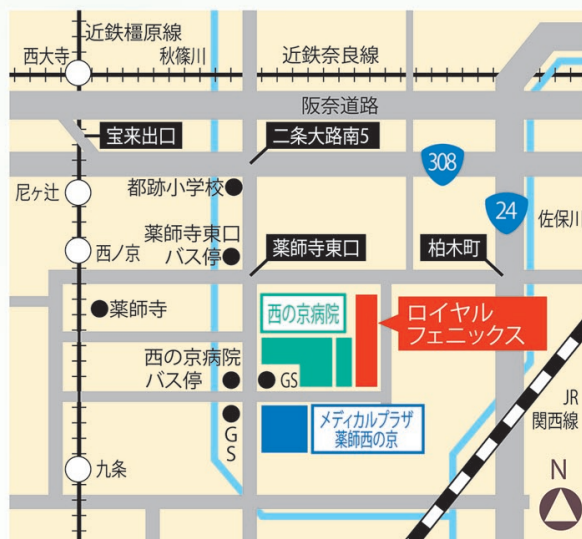 近鉄橿原線
西大寺
秋篠川
近鉄奈良線
阪奈道路
宝来出口
二条大路南5
308
尼ヶ辻
都跡小学校
24
佐保川
薬師寺東口
バス停
西ノ京
薬師寺東口
柏木町
薬師寺
西の京病院
ロイヤル
フェニックス
西の京病院
バス停
GS
JR
関西線
GS
メディカルプラザ
薬師西の京
九条
N